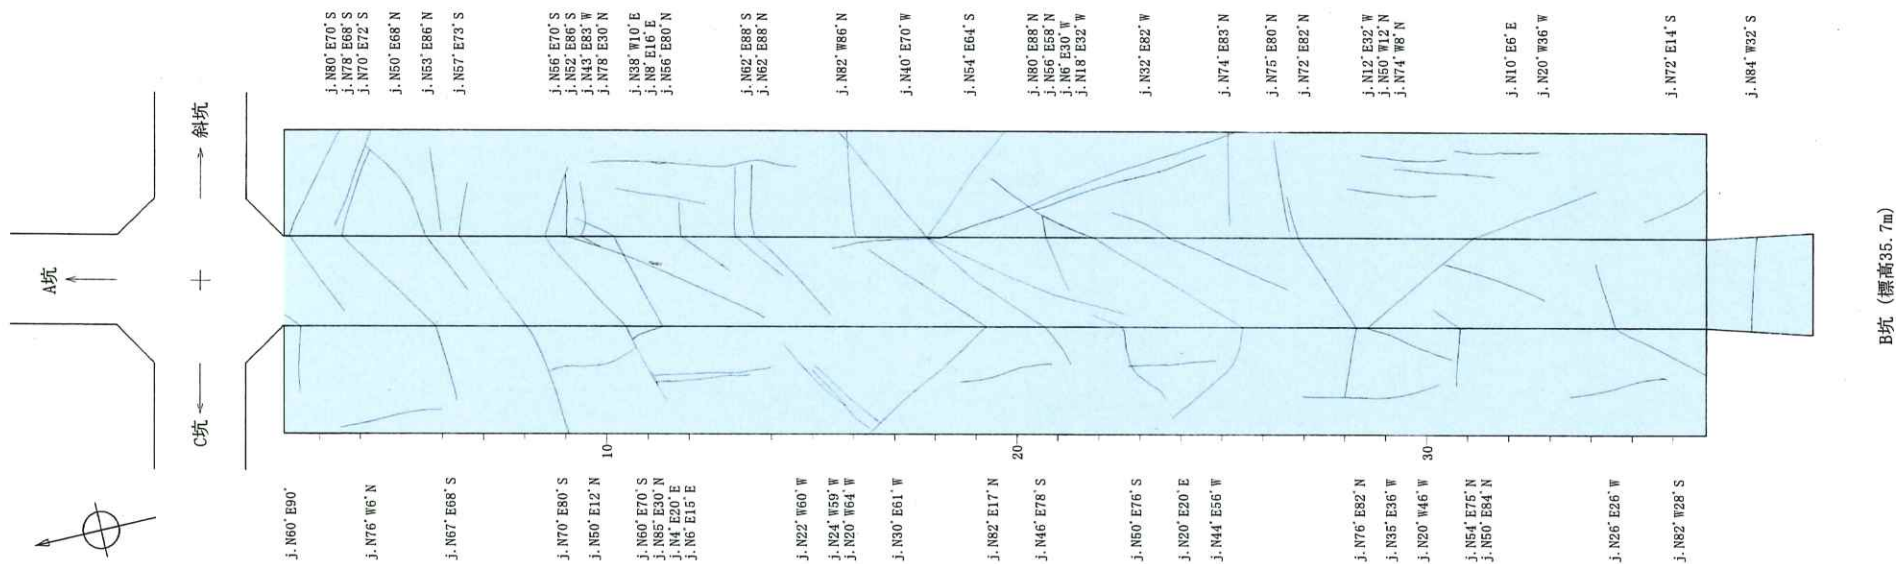 j.N80°E70°S
j.N78°E68°S
j.N70°E72°S
j.N50°E68°N
j.N53°E86°N
j.N57°E73°S
j.N56°E70°S
j.N52°E86°S
j.N43°E83°W
j.N78°E30°N
j.N38°W10°E
j.N8°E16°E
j.N56°E80°N
j.N62°E88°S
j.N62°E88°N
j.N82°W86°N
j.N40°E70°W
j.N54°E64°S
j.N80°E88°N
j.N56°E58°N
j.N6°E30°W
j.N18°E32°W
j.N32°E82°W
j.N74°E83°N
j.N75°E80°N
j.N72°E82°N
j.N12°E32°W
j.N50°W12°N
j.N74°W8°N
j.N10°E6°E
j.N20°W36°W
j.N72°E14°S
j.N84°W32°S
斜坑
A坑
C坑
10
20
30
B坑 (標高35.7m)
j.N60°E90°
j.N76°W6°N
j.N67°E68°S
j.N70°E80°S
j.N50°E12°N
j.N60°E70°S
j.N85°E30°N
j.N4°E20°E
j.N6°E15°E
j.N22°W60°W
j.N24°W59°W
j.N20°W64°W
j.N30°E61°W
j.N82°E17°N
j.N46°E78°S
j.N50°E76°S
j.N20°E20°E
j.N44°E56°W
j.N76°E82°N
j.N35°E36°W
j.N20°W46°W
j.N54°E75°N
j.N50°E84°N
j.N26°E26°W
j.N82°W28°S